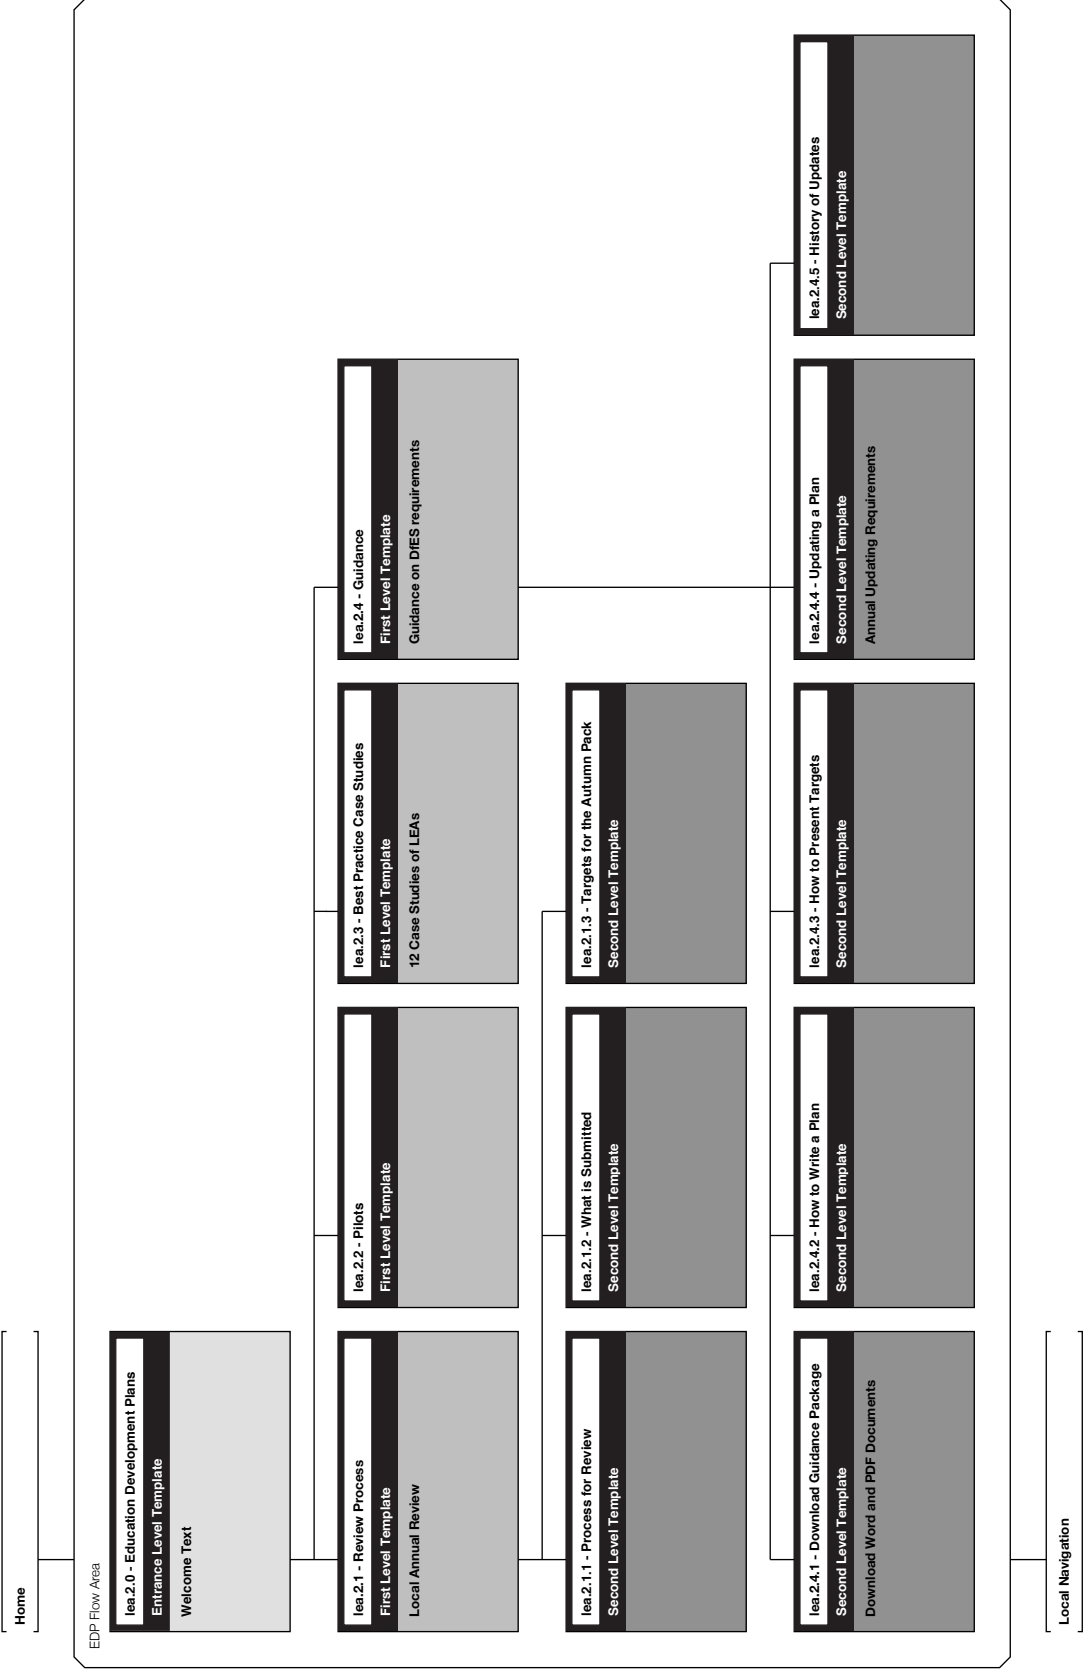 Home
EDP Flow Area
lea.2.0 - Education Development Plans
Entrance Level Template
Welcome Text
lea.2.1 - Review Process
First Level Template
Local Annual Review
lea.2.2 - Pilots
First Level Template
lea.2.3 - Best Practice Case Studies
First Level Template
12 Case Studies of LEAs
lea.2.4 - Guidance
First Level Template
Guidance on DfES requirements
lea.2.1.1 - Process for Review
Second Level Template
lea.2.1.2 - What is Submitted
Second Level Template
lea.2.1.3 - Targets for the Autumn Pack
Second Level Template
lea.2.4.1 - Download Guidance Package
Second Level Template
Download Word and PDF Documents
lea.2.4.2 - How to Write a Plan
Second Level Template
lea.2.4.3 - How to Present Targets
Second Level Template
lea.2.4.4 - Updating a Plan
Second Level Template
Annual Updating Requirements
lea.2.4.5 - History of Updates
Second Level Template
Local Navigation